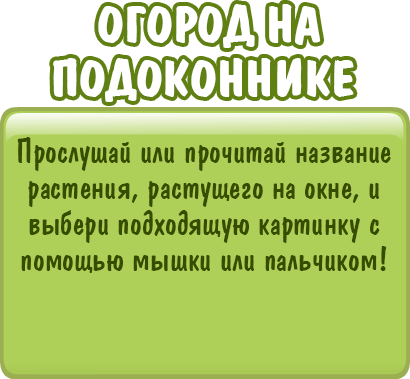 ОГОРОД НА
ПОДОКОННИКЕ
Прослушай или прочитай название
растения, растущего на окне, и
выбери подходящую картинку с
помощью мышки или пальчиком!